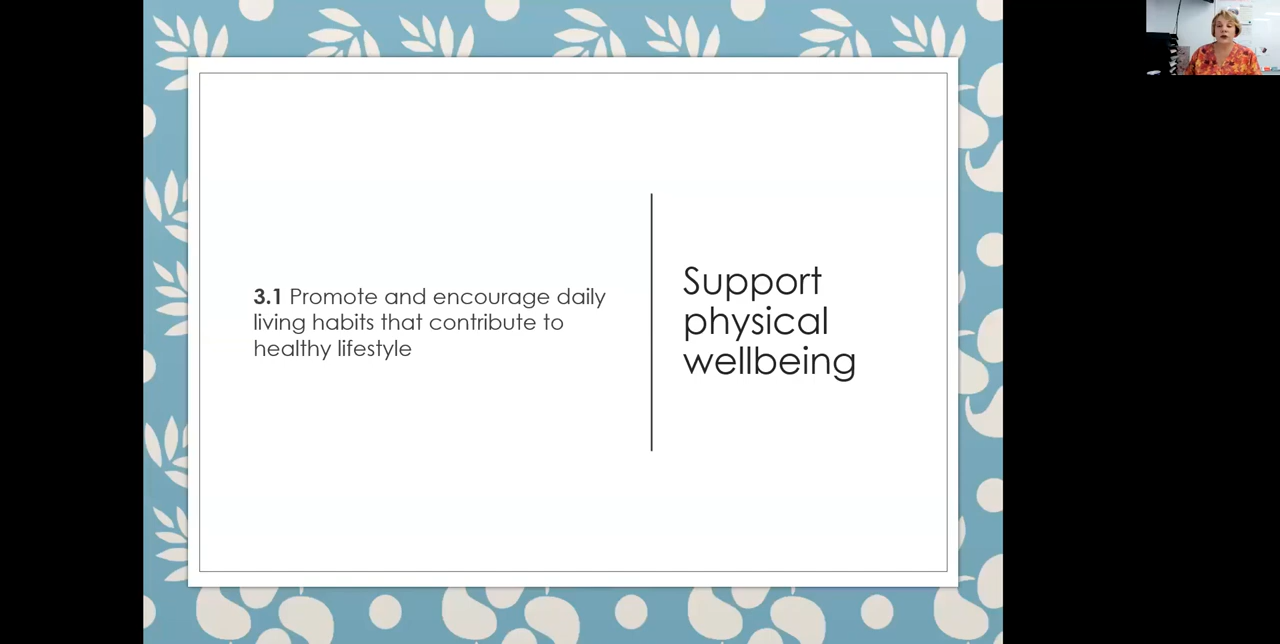 3.1 Promote and encourage daily
living habits that contribute to
healthy lifestyle
Support
physical
wellbeing